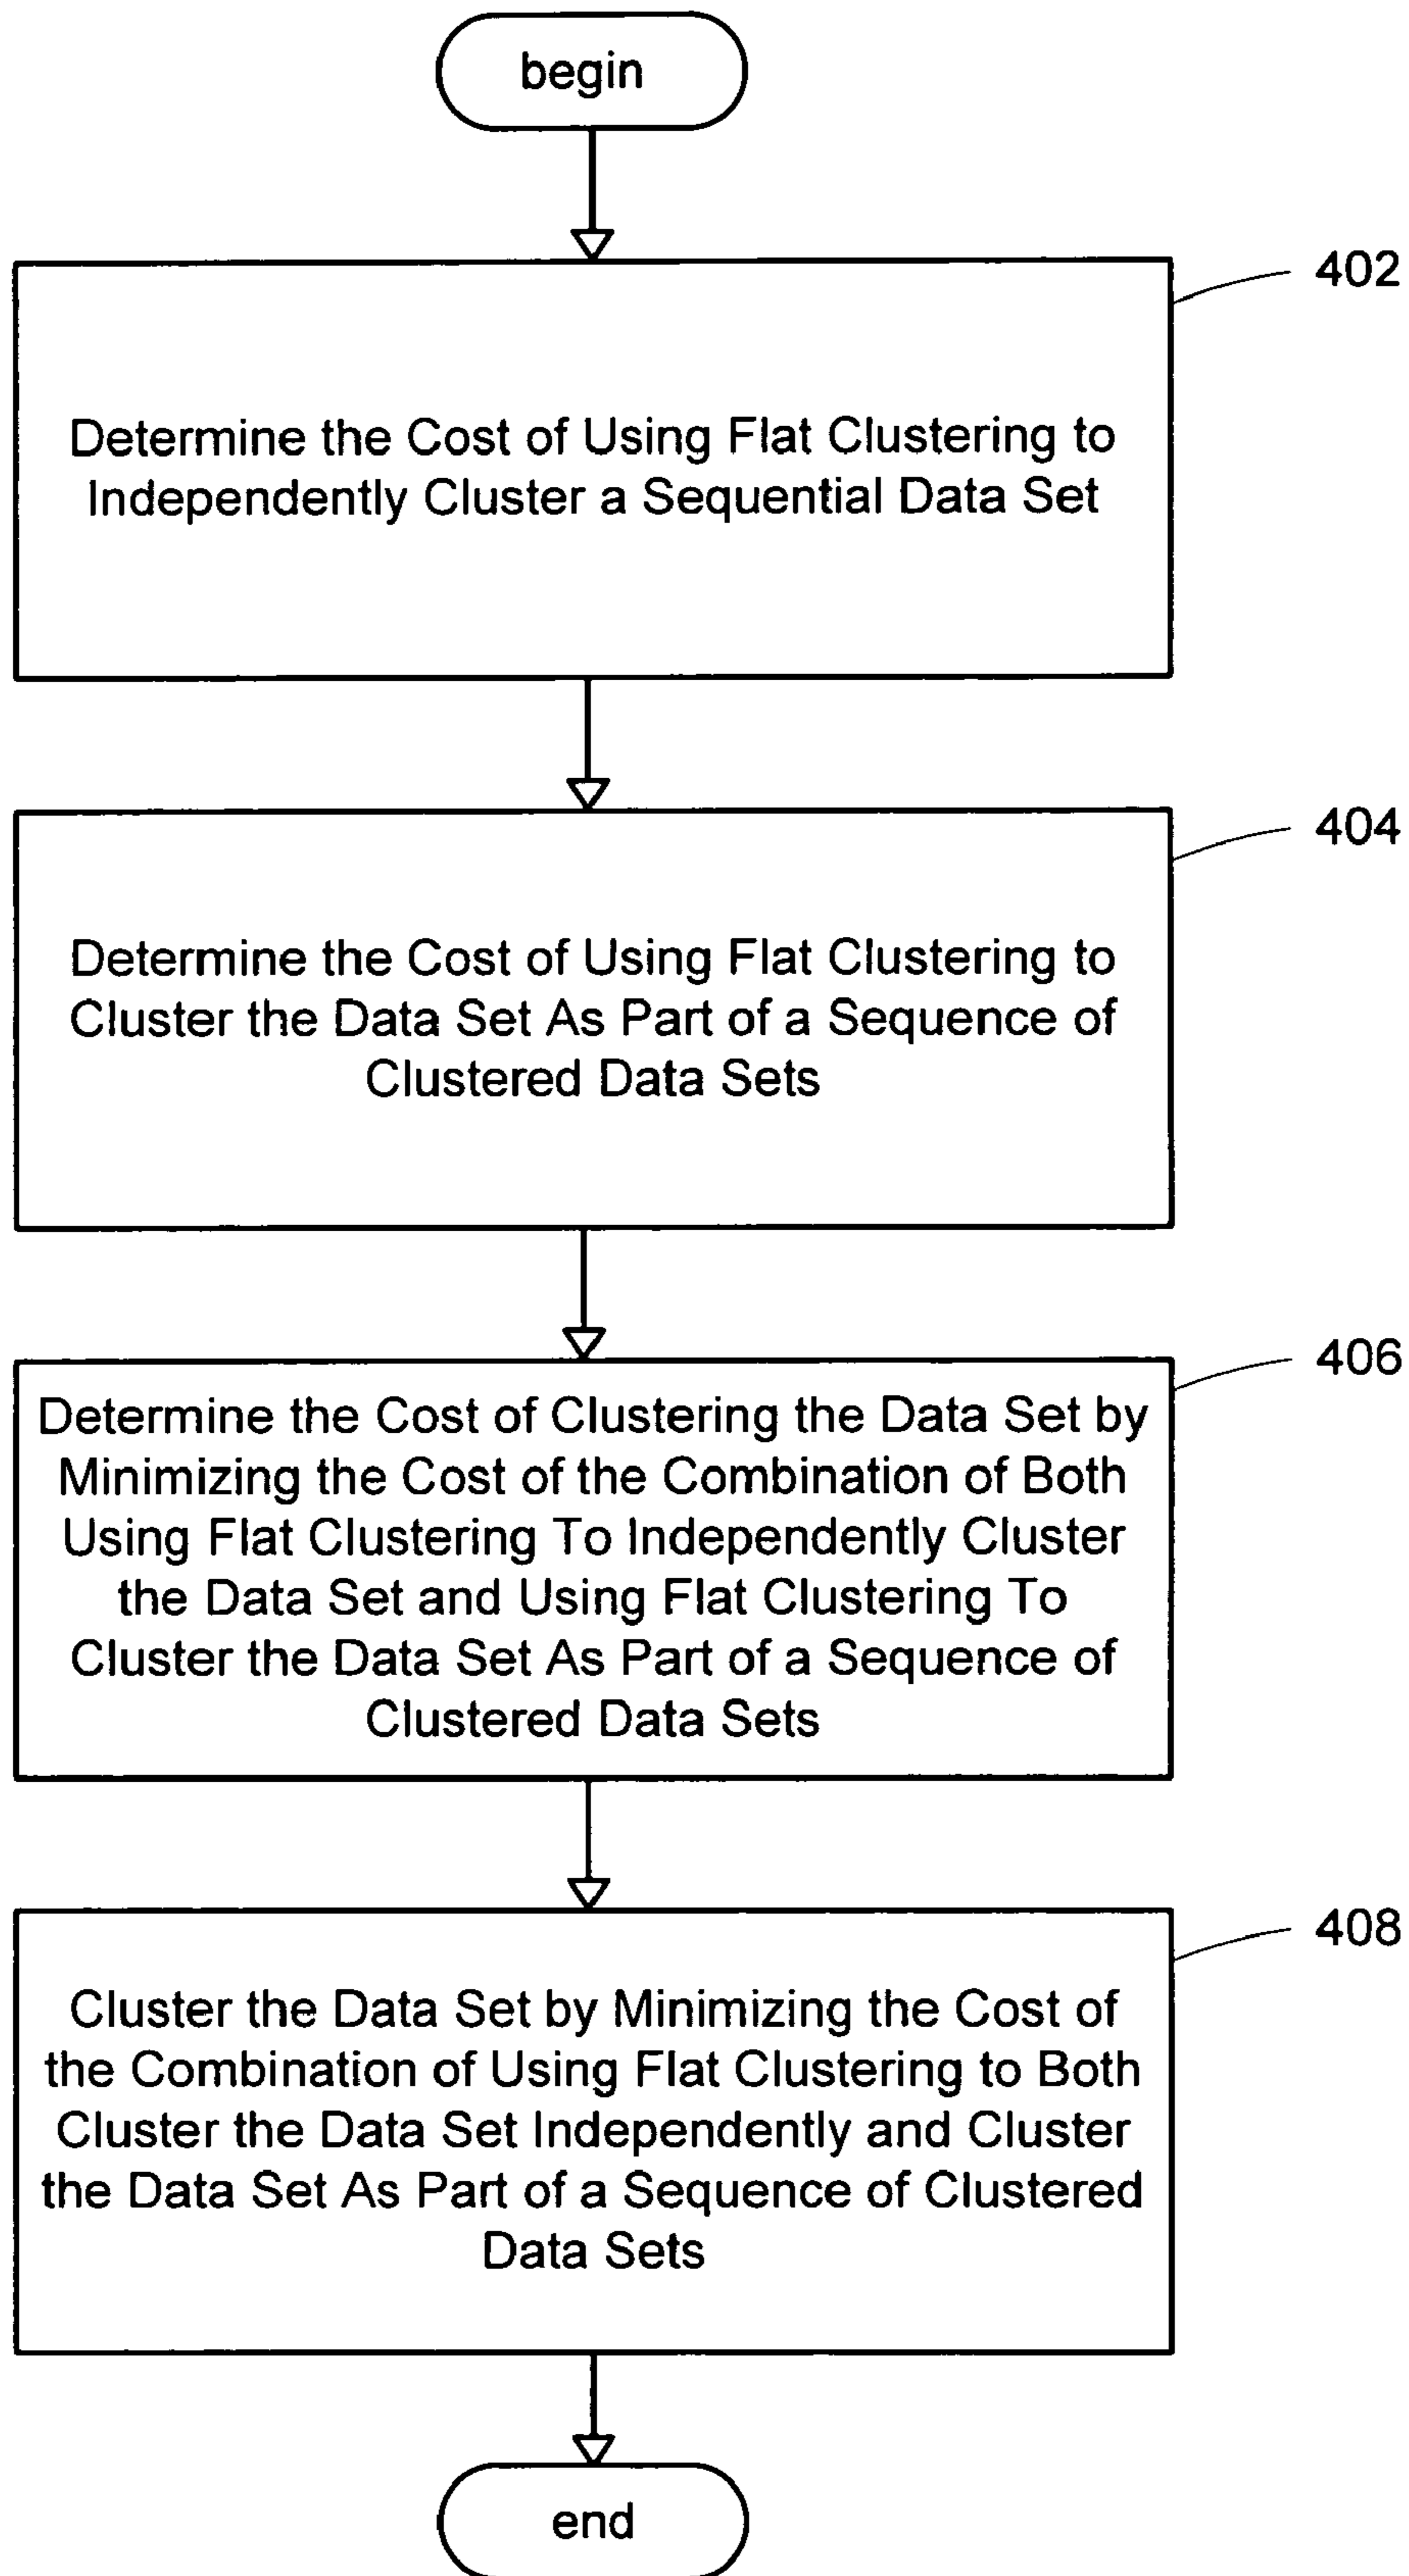 begin
402
Determine the Cost of Using Flat Clustering to
Independently Cluster a Sequential Data Set
404
Determine the Cost of Using Flat Clustering to
Cluster the Data Set As Part of a Sequence of
Clustered Data Sets
406
Determine the Cost of Clustering the Data Set by
Minimizing the Cost of the Combination of Both
Using Flat Clustering To Independently Cluster
the Data Set and Using Flat Clustering To
Cluster the Data Set As Part of a Sequence of
Clustered Data Sets
408
Cluster the Data Set by Minimizing the Cost of
the Combination of Using Flat Clustering to Both
Cluster the Data Set Independently and Cluster
the Data Set As Part of a Sequence of Clustered
Data Sets
end